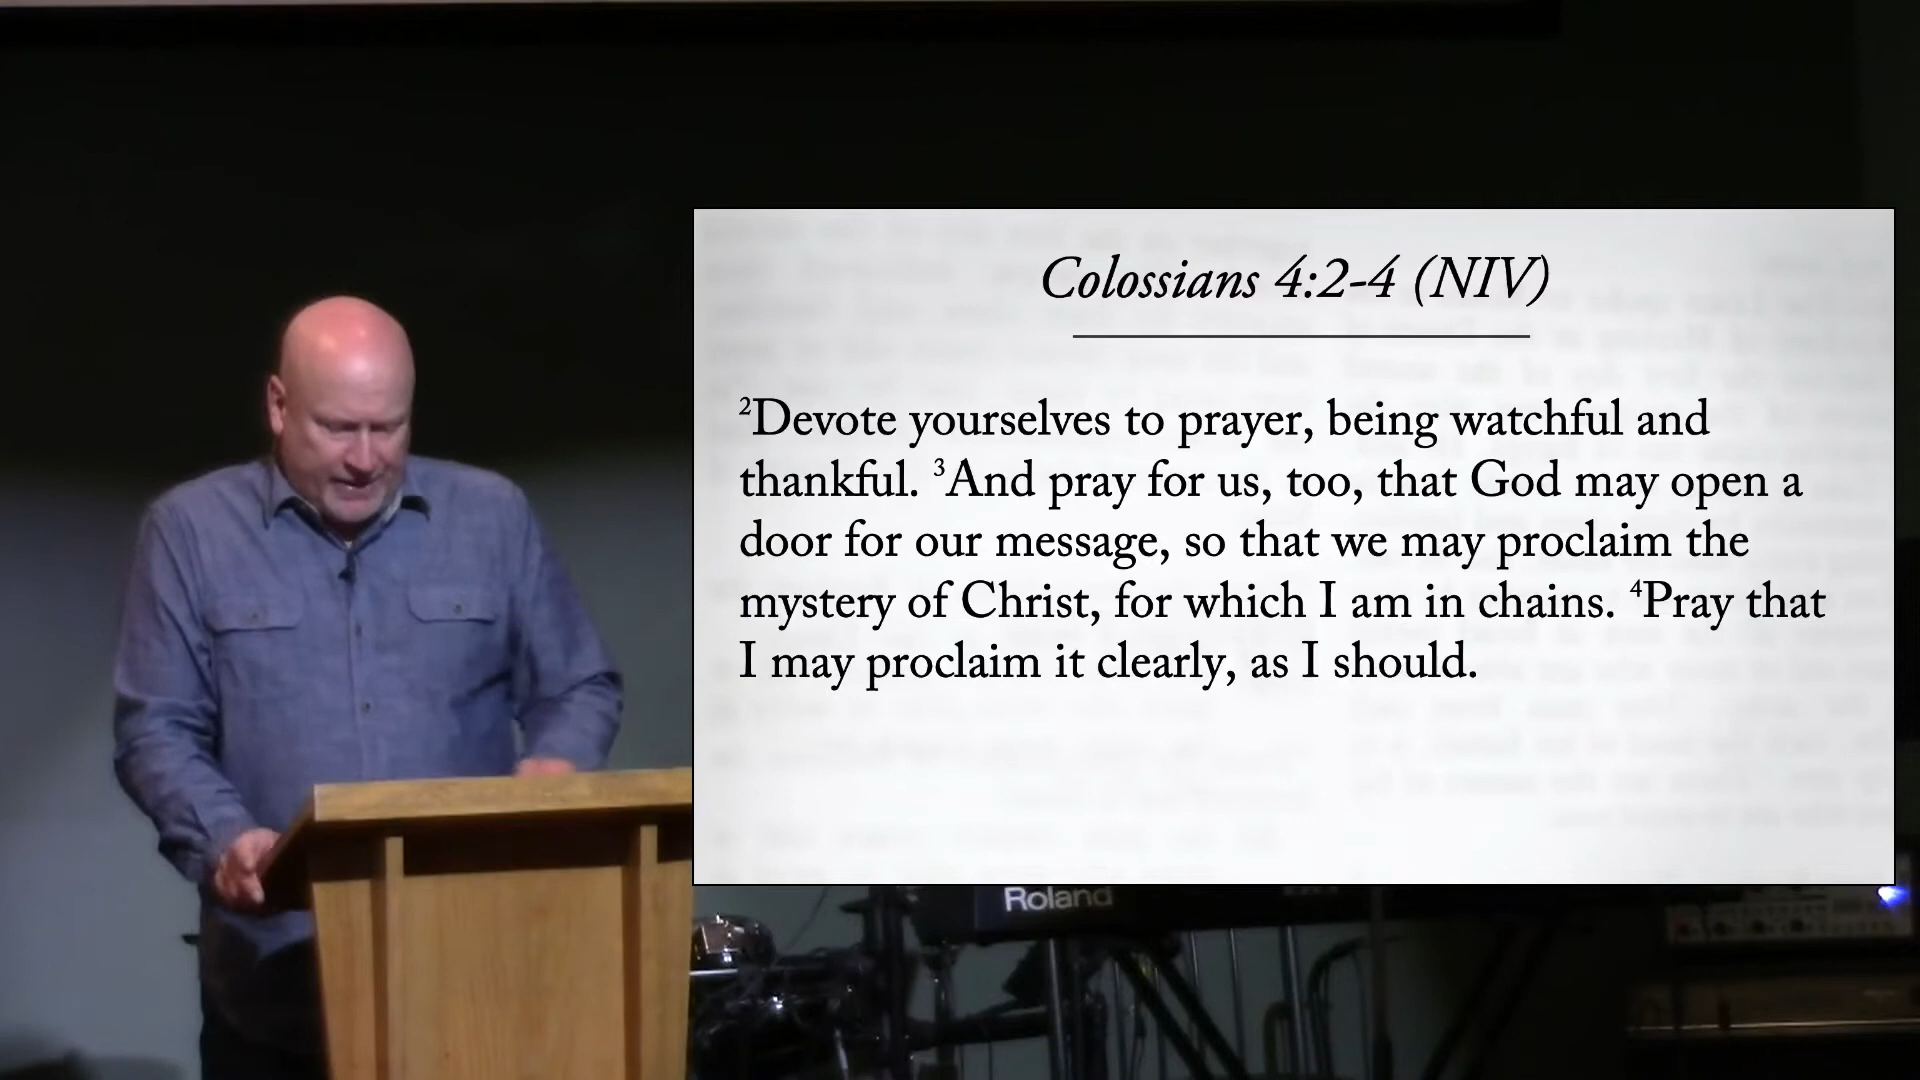 Colossians 4:2-4 (NIV)
²Devote yourselves to prayer, being watchful and
thankful. ³And pray for us, too, that God may open a
door for our message, so that we may proclaim the
mystery of Christ, for which I am in chains. ⁴Pray that
I may proclaim it clearly, as I should.
Roland